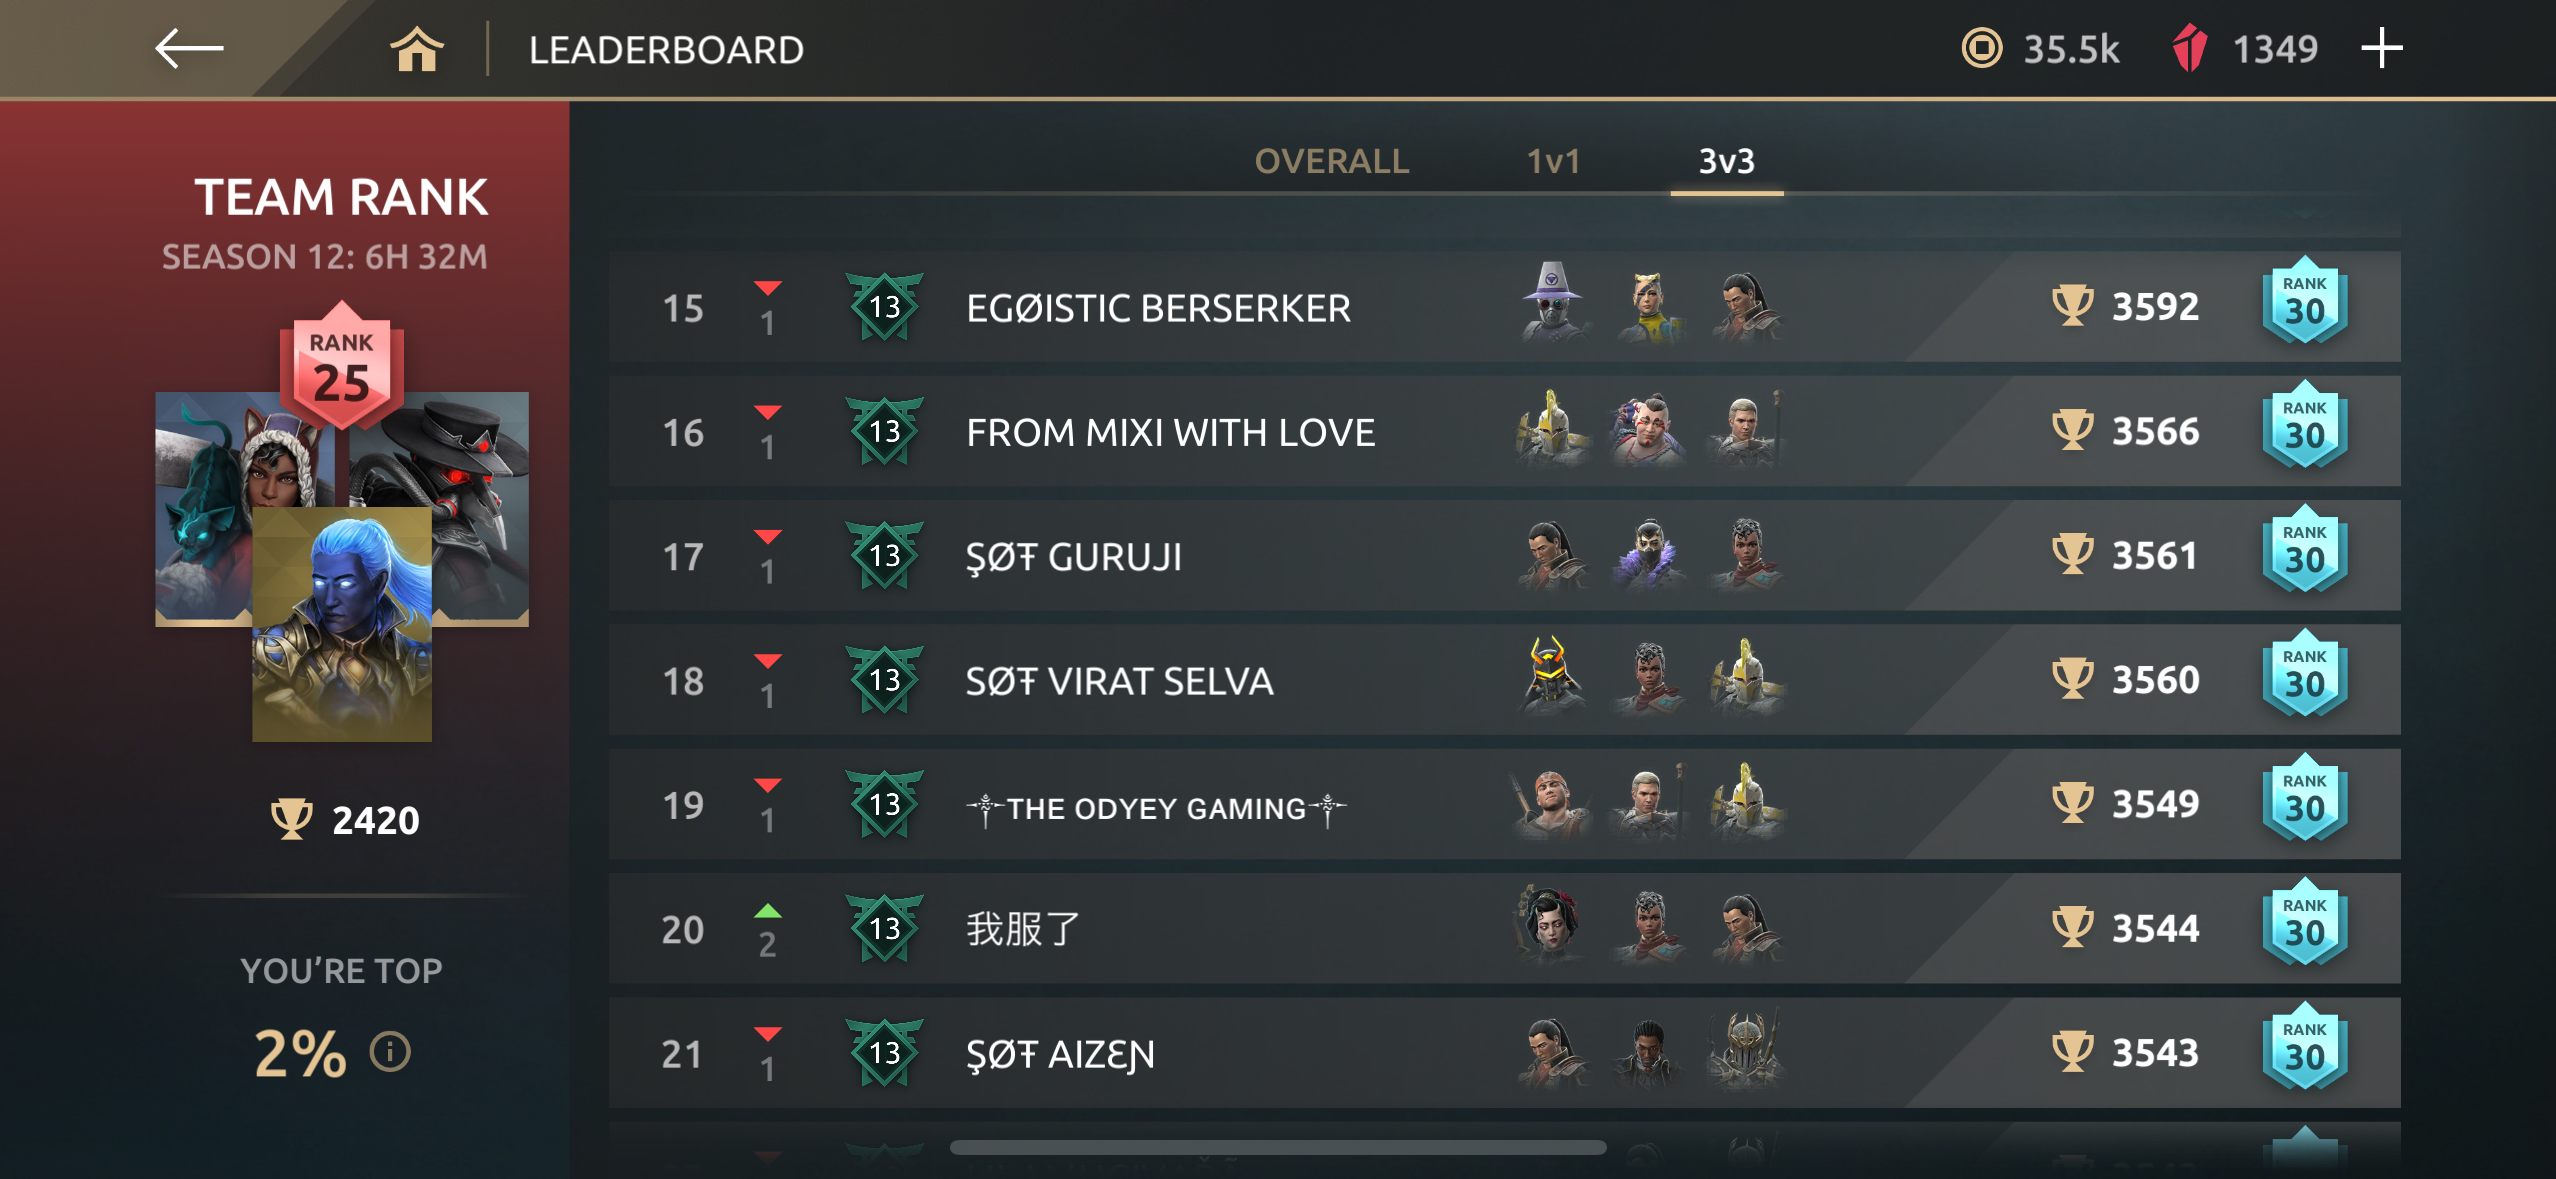 LEADERBOARD
35.5k
1349
TEAM RANK
SEASON 12: 6H 32M
RANK
25
2420
YOU'RE TOP
2%
OVERALL 1v1 3v3
15 1 13 EGØISTIC BERSERKER 3592 RANK 30
16 1 13 FROM MIXI WITH LOVE 3566 RANK 30
17 1 13 ŞØŦ GURUJI 3561 RANK 30
18 1 13 SØŦ VIRAT SELVA 3560 RANK 30
19 1 13 THE ODYEY GAMING 3549 RANK 30
20 2 13 我服了 3544 RANK 30
21 1 13 ŞØŦ AIZƐƝ 3543 RANK 30